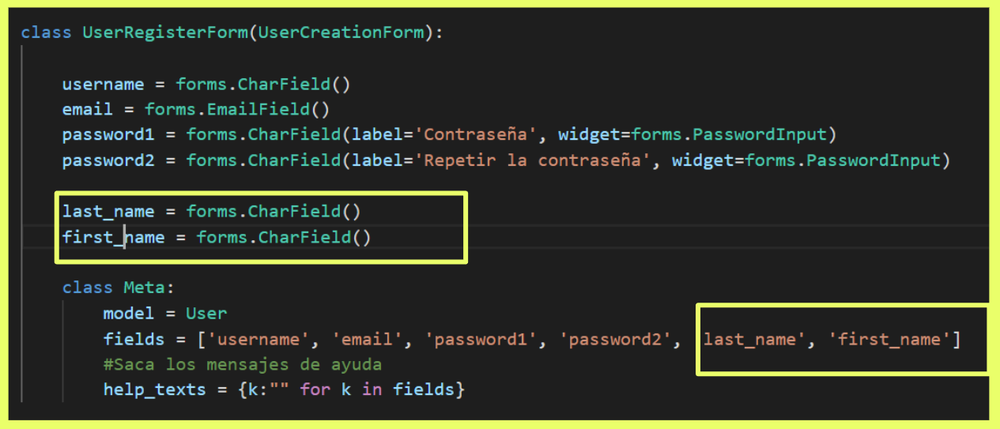 class UserRegisterForm(UserCreationForm):
username = forms.CharField()
email = forms.EmailField()
password1 = forms.CharField(label='Contraseña', widget=forms.PasswordInput)
password2 = forms.CharField(label='Repetir la contraseña', widget=forms.PasswordInput)
last_name = forms.CharField()
first_name = forms.CharField()
class Meta:
model = User
fields = ['username', 'email', 'password1', 'password2', last_name', 'first_name']
#Saca los mensajes de ayuda
help_texts = {k:"" for k in fields}